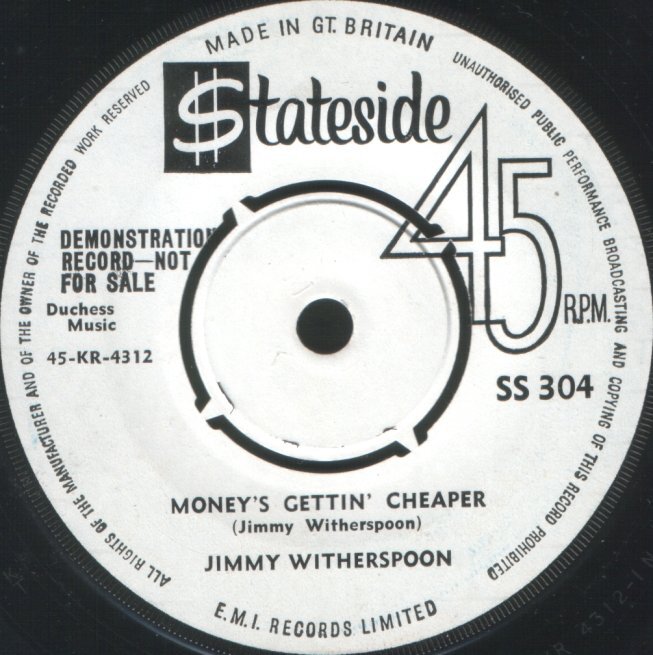 MADE IN GT. BRITAIN
$tateside
45
R.P.M.
DEMONSTRATION
RECORD—NOT
FOR SALE
Duchess
Music
45-KR-4312
SS 304
MONEY'S GETTIN' CHEAPER
(Jimmy Witherspoon)
JIMMY WITHERSPOON
E.M.I. RECORDS LIMITED
ALL RIGHTS OF THE MANUFACTURER AND OF THE OWNER OF THE RECORDED WORK RESERVED
UNAUTHORISED PUBLIC PERFORMANCE BROADCASTING AND COPYING OF THIS RECORD PROHIBITED